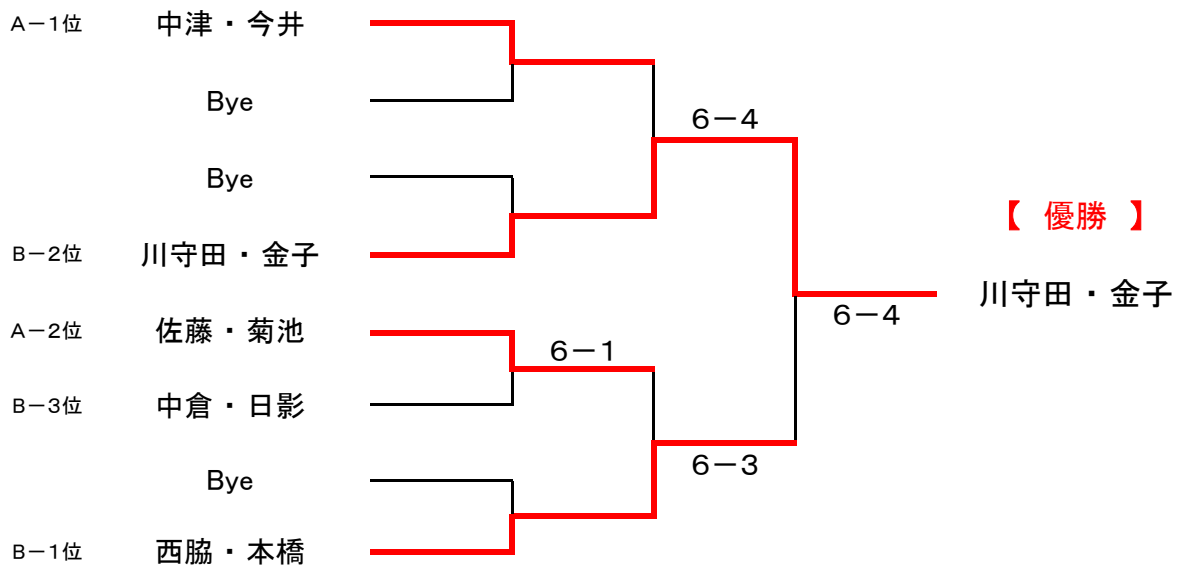 A－1位 中津・今井
Bye
6－4
Bye
【 優勝 】
B－2位 川守田・金子
川守田・金子
6－4
A－2位 佐藤・菊池
6－1
B－3位 中倉・日影
6－3
Bye
B－1位 西脇・本橋